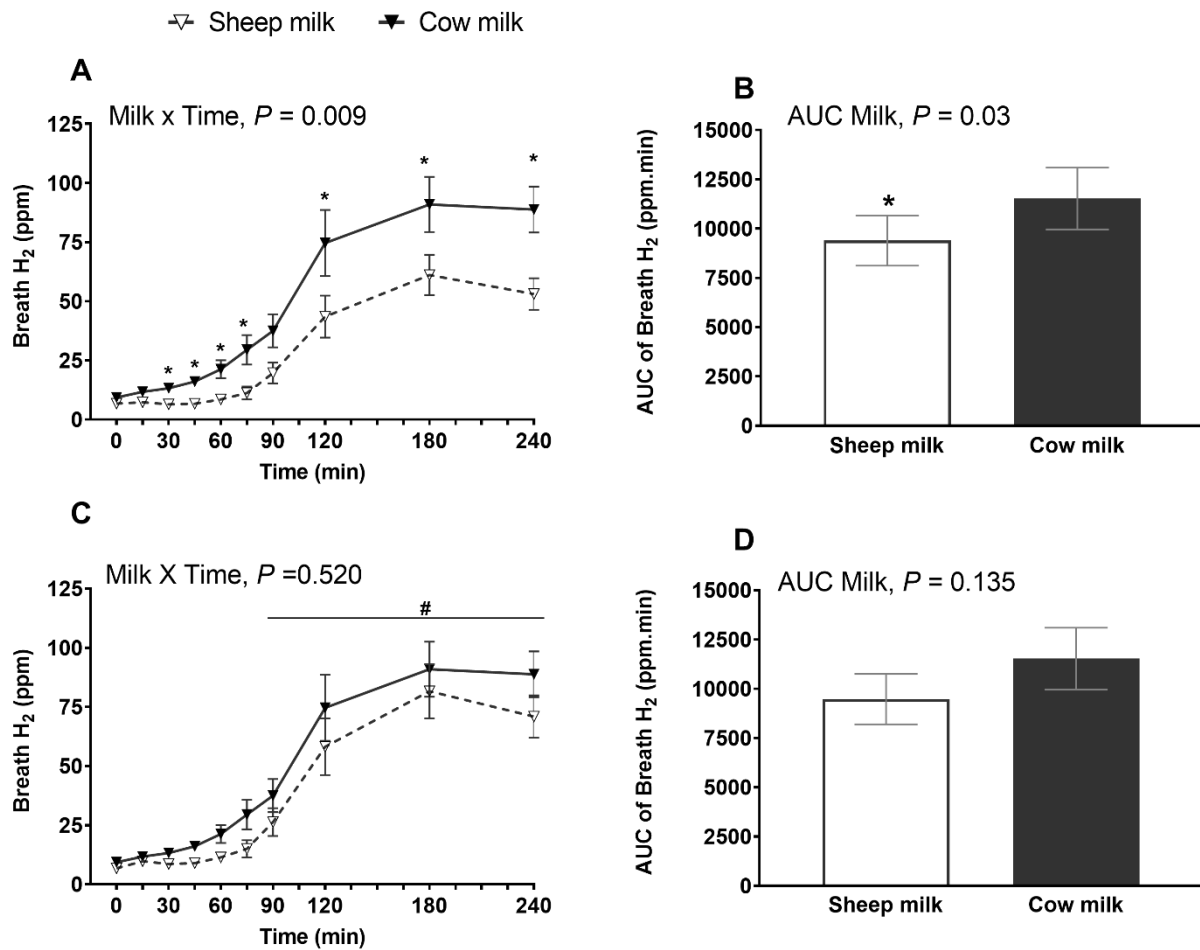 Sheep milk Cow milk
A
Milk x Time, P = 0.009
125
100
75
50
25
0
Breath H₂ (ppm)
* * * * * * *
0 30 60 90 120 180 240
Time (min)
B
AUC Milk, P = 0.03
15000
12500
10000
7500
5000
2500
0
AUC of Breath H₂ (ppm.min)
*
Sheep milk Cow milk
C
Milk X Time, P =0.520
125
100
75
50
25
0
Breath H₂ (ppm)
#
0 30 60 90 120 180 240
Time (min)
D
AUC Milk, P = 0.135
15000
12500
10000
7500
5000
2500
0
AUC of Breath H₂ (ppm.min)
Sheep milk Cow milk